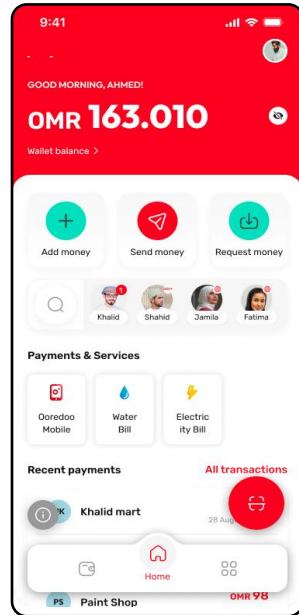 9:41
GOOD MORNING, AHMED!
OMR 163.010
Wallet balance >
Add money
Send money
Request money
1
Khalid
Shahid
Jamila
Fatima
Payments & Services
Ooredoo
Mobile
Water
Bill
Electric
ity Bill
Recent payments
All transactions
Khalid mart
28 Aug
Home
PS
Paint Shop
OMR 98